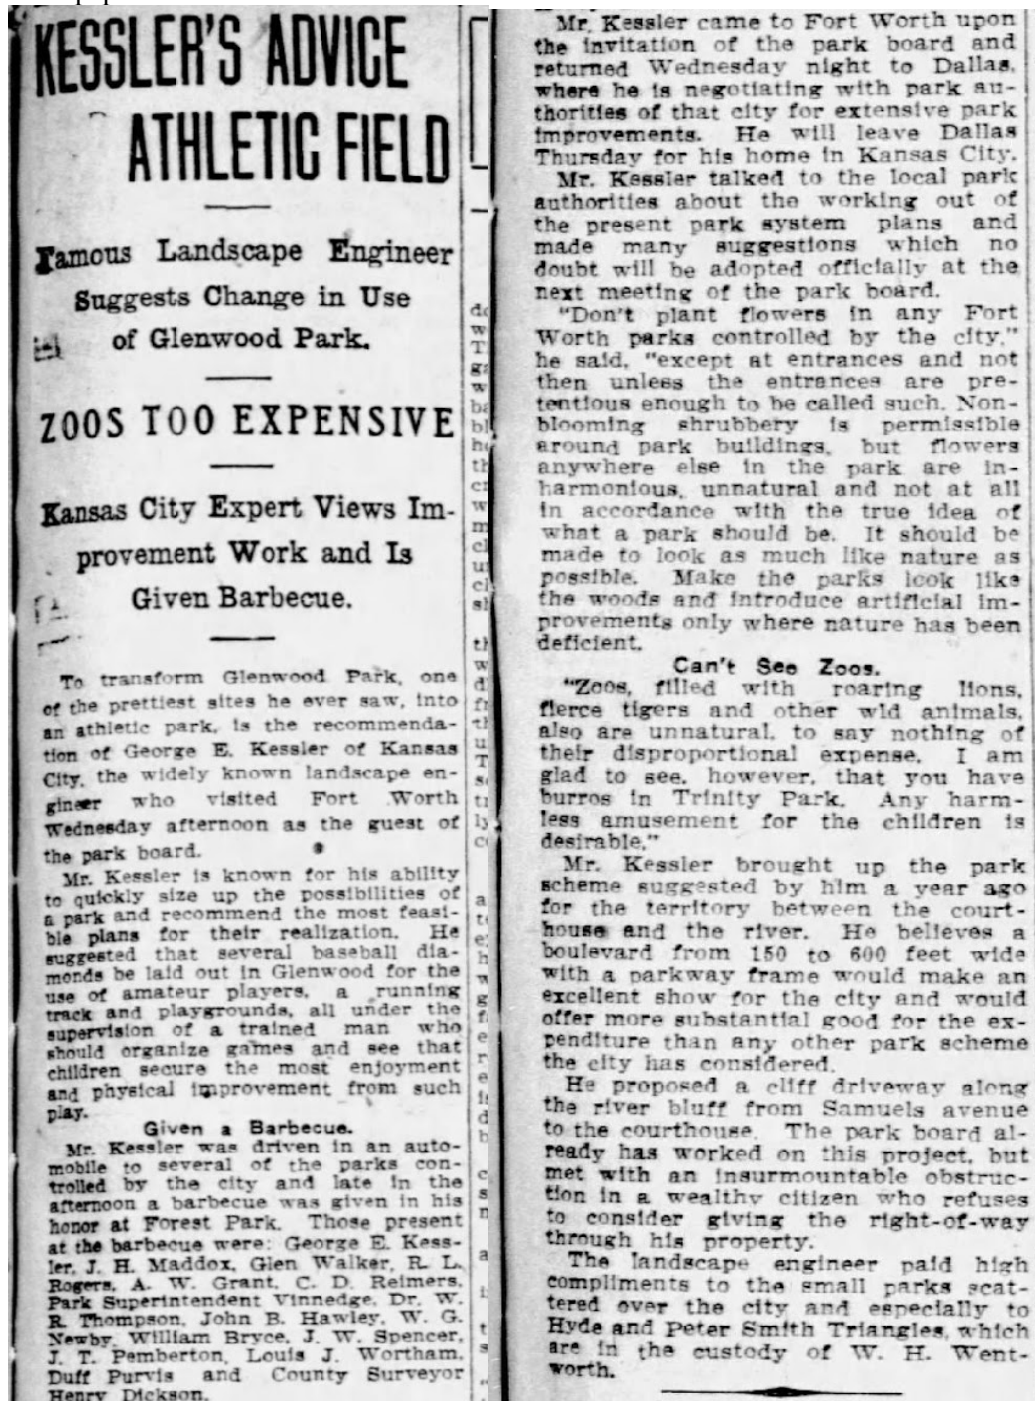 KESSLER'S ADVICE
ATHLETIC FIELD
Famous Landscape Engineer
Suggests Change in Use
of Glenwood Park.
ZOOS TOO EXPENSIVE
Kansas City Expert Views Im-
provement Work and Is
Given Barbecue.
To transform Glenwood Park, one
of the prettiest sites he ever saw, into
an athletic park, is the recommenda-
tion of George E. Kessler of Kansas
City, the widely known landscape en-
gineer who visited Fort Worth
Wednesday afternoon as the guest of
the park board.
Mr. Kessler is known for his ability
to quickly size up the possibilities of
a park and recommend the most feasi-
ble plans for their realization. He
suggested that several baseball dia-
monds be laid out in Glenwood for the
use of amateur players, a running
track and playgrounds, all under the
supervision of a trained man who
should organize games and see that
children secure the most enjoyment
and physical improvement from such
play.
Given a Barbecue.
Mr. Kessler was driven in an auto-
mobile to several of the parks con-
trolled by the city and late in the
afternoon a barbecue was given in his
honor at Forest Park. Those present
at the barbecue were: George E. Kess-
ler, J. H. Maddox, Glen Walker, R. L.
Rogers, A. W. Grant, C. D. Reimers,
Park Superintendent Vinnedge, Dr. W.
R. Thompson, John B. Hawley, W. G.
Newby, William Bryce, J. W. Spencer,
J. T. Pemberton, Louis J. Wortham,
Duff Purvis and County Surveyor
Henry Dickson.
Mr. Kessler came to Fort Worth upon
the invitation of the park board and
returned Wednesday night to Dallas,
where he is negotiating with park au-
thorities of that city for extensive park
improvements. He will leave Dallas
Thursday for his home in Kansas City.
Mr. Kessler talked to the local park
authorities about the working out of
the present park system plans and
made many suggestions which no
doubt will be adopted officially at the
next meeting of the park board.
"Don't plant flowers in any Fort
Worth parks controlled by the city,"
he said, "except at entrances and not
then unless the entrances are pre-
tentious enough to be called such. Non-
blooming shrubbery is permissible
around park buildings, but flowers
anywhere else in the park are in-
harmonious, unnatural and not at all
in accordance with the true idea of
what a park should be. It should be
made to look as much like nature as
possible. Make the parks look like
the woods and introduce artificial im-
provements only where nature has been
deficient.
Can't See Zoos.
"Zoos, filled with roaring lions,
fierce tigers and other wld animals,
also are unnatural, to say nothing of
their disproportional expense. I am
glad to see, however, that you have
burros in Trinity Park. Any harm-
less amusement for the children is
desirable."
Mr. Kessler brought up the park
scheme suggested by him a year ago
for the territory between the court-
house and the river. He believes a
boulevard from 150 to 600 feet wide
with a parkway frame would make an
excellent show for the city and would
offer more substantial good for the ex-
penditure than any other park scheme
the city has considered.
He proposed a cliff driveway along
the river bluff from Samuels avenue
to the courthouse. The park board al-
ready has worked on this project, but
met with an insurmountable obstruc-
tion in a wealthy citizen who refuses
to consider giving the right-of-way
through his property.
The landscape engineer paid high
compliments to the small parks scat-
tered over the city and especially to
Hyde and Peter Smith Triangles, which
are in the custody of W. H. Went-
worth.